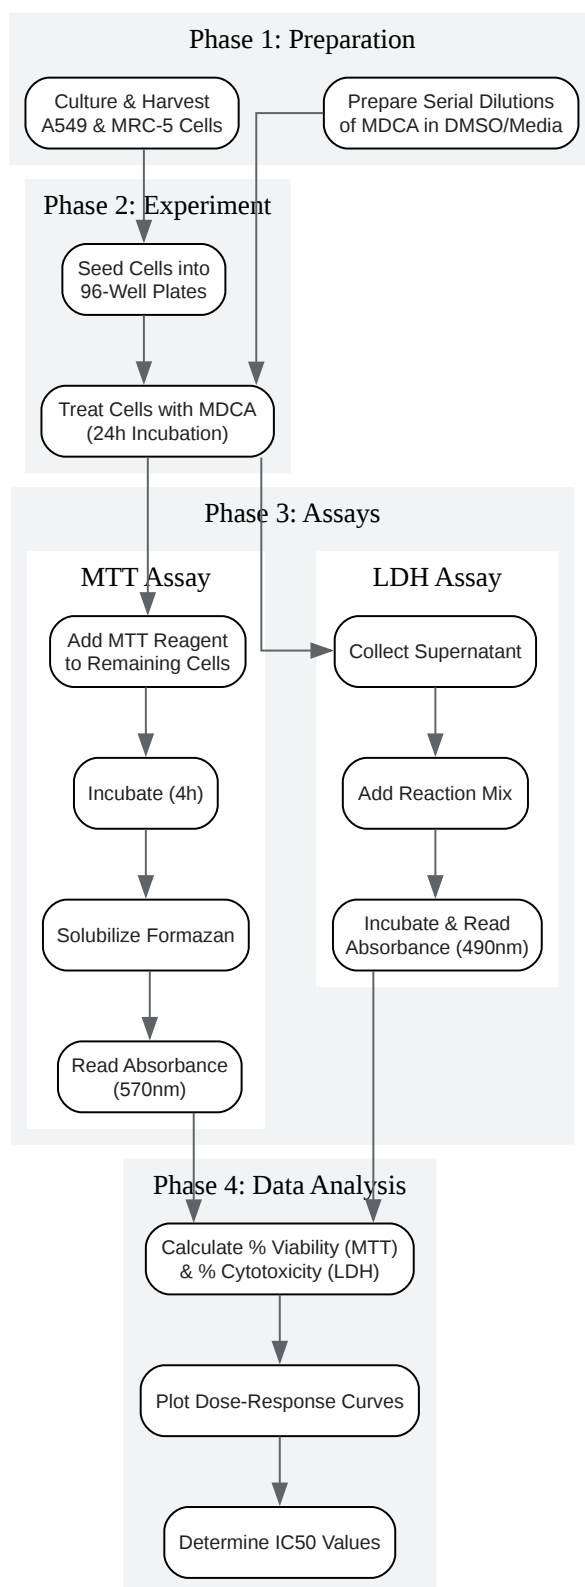 Phase 1: Preparation
Culture & Harvest
A549 & MRC-5 Cells
Prepare Serial Dilutions
of MDCA in DMSO/Media
Phase 2: Experiment
Seed Cells into
96-Well Plates
Treat Cells with MDCA
(24h Incubation)
Phase 3: Assays
MTT Assay
Add MTT Reagent
to Remaining Cells
Incubate (4h)
Solubilize Formazan
Read Absorbance
(570nm)
LDH Assay
Collect Supernatant
Add Reaction Mix
Incubate & Read
Absorbance (490nm)
Phase 4: Data Analysis
Calculate % Viability (MTT)
& % Cytotoxicity (LDH)
Plot Dose-Response Curves
Determine IC50 Values